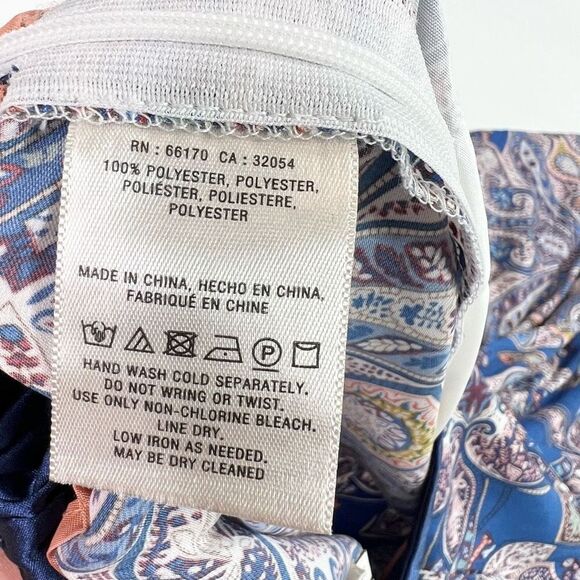 RN : 66170 CA : 32054
100% POLYESTER, POLYESTER,
POLIÉSTER, POLIESTERE,
POLYESTER
MADE IN CHINA, HECHO EN CHINA,
FABRIQUÉ EN CHINE
P
HAND WASH COLD SEPARATELY.
DO NOT WRING OR TWIST.
USE ONLY NON-CHLORINE BLEACH.
LINE DRY.
LOW IRON AS NEEDED.
MAY BE DRY CLEANED